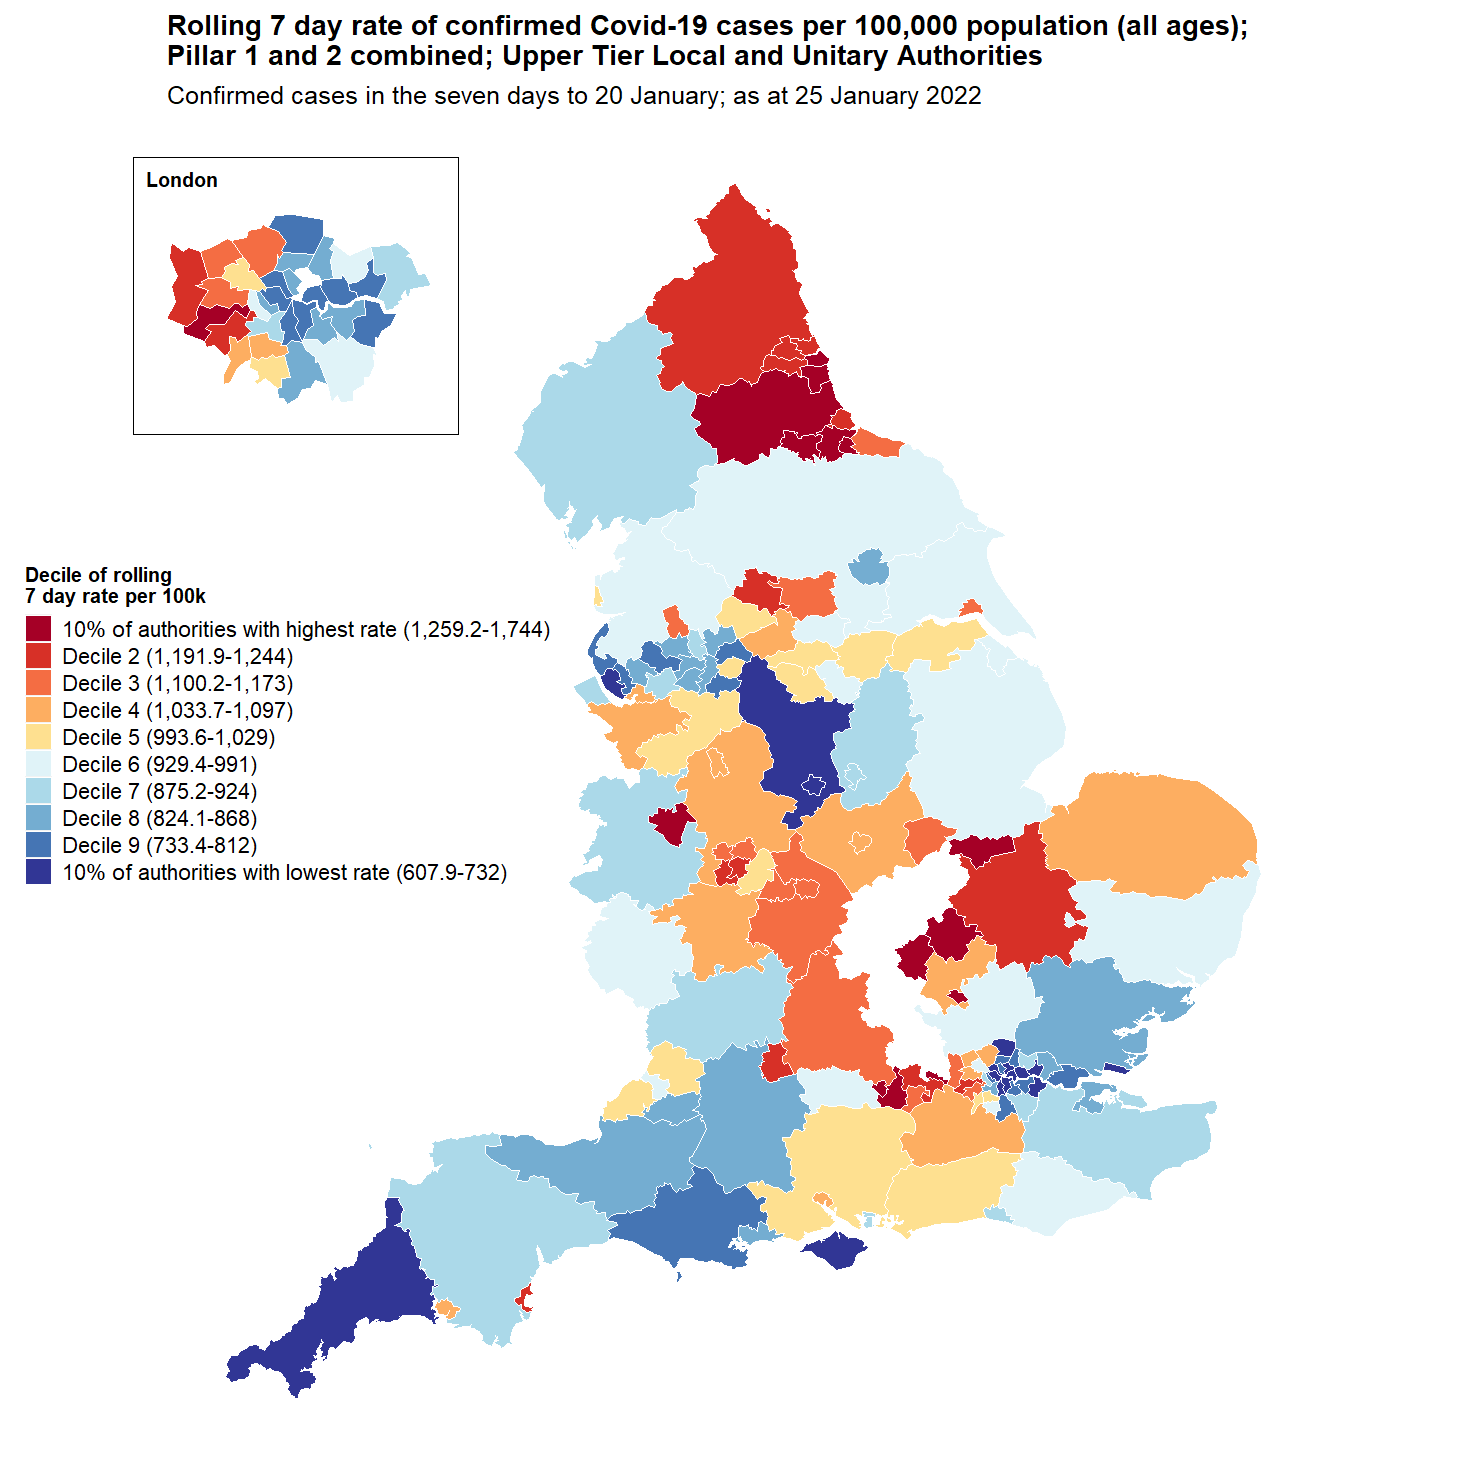 Rolling 7 day rate of confirmed Covid-19 cases per 100,000 population (all ages);
Pillar 1 and 2 combined; Upper Tier Local and Unitary Authorities
Confirmed cases in the seven days to 20 January; as at 25 January 2022
London
Decile of rolling
7 day rate per 100k
10% of authorities with highest rate (1,259.2-1,744)
Decile 2 (1,191.9-1,244)
Decile 3 (1,100.2-1,173)
Decile 4 (1,033.7-1,097)
Decile 5 (993.6-1,029)
Decile 6 (929.4-991)
Decile 7 (875.2-924)
Decile 8 (824.1-868)
Decile 9 (733.4-812)
10% of authorities with lowest rate (607.9-732)